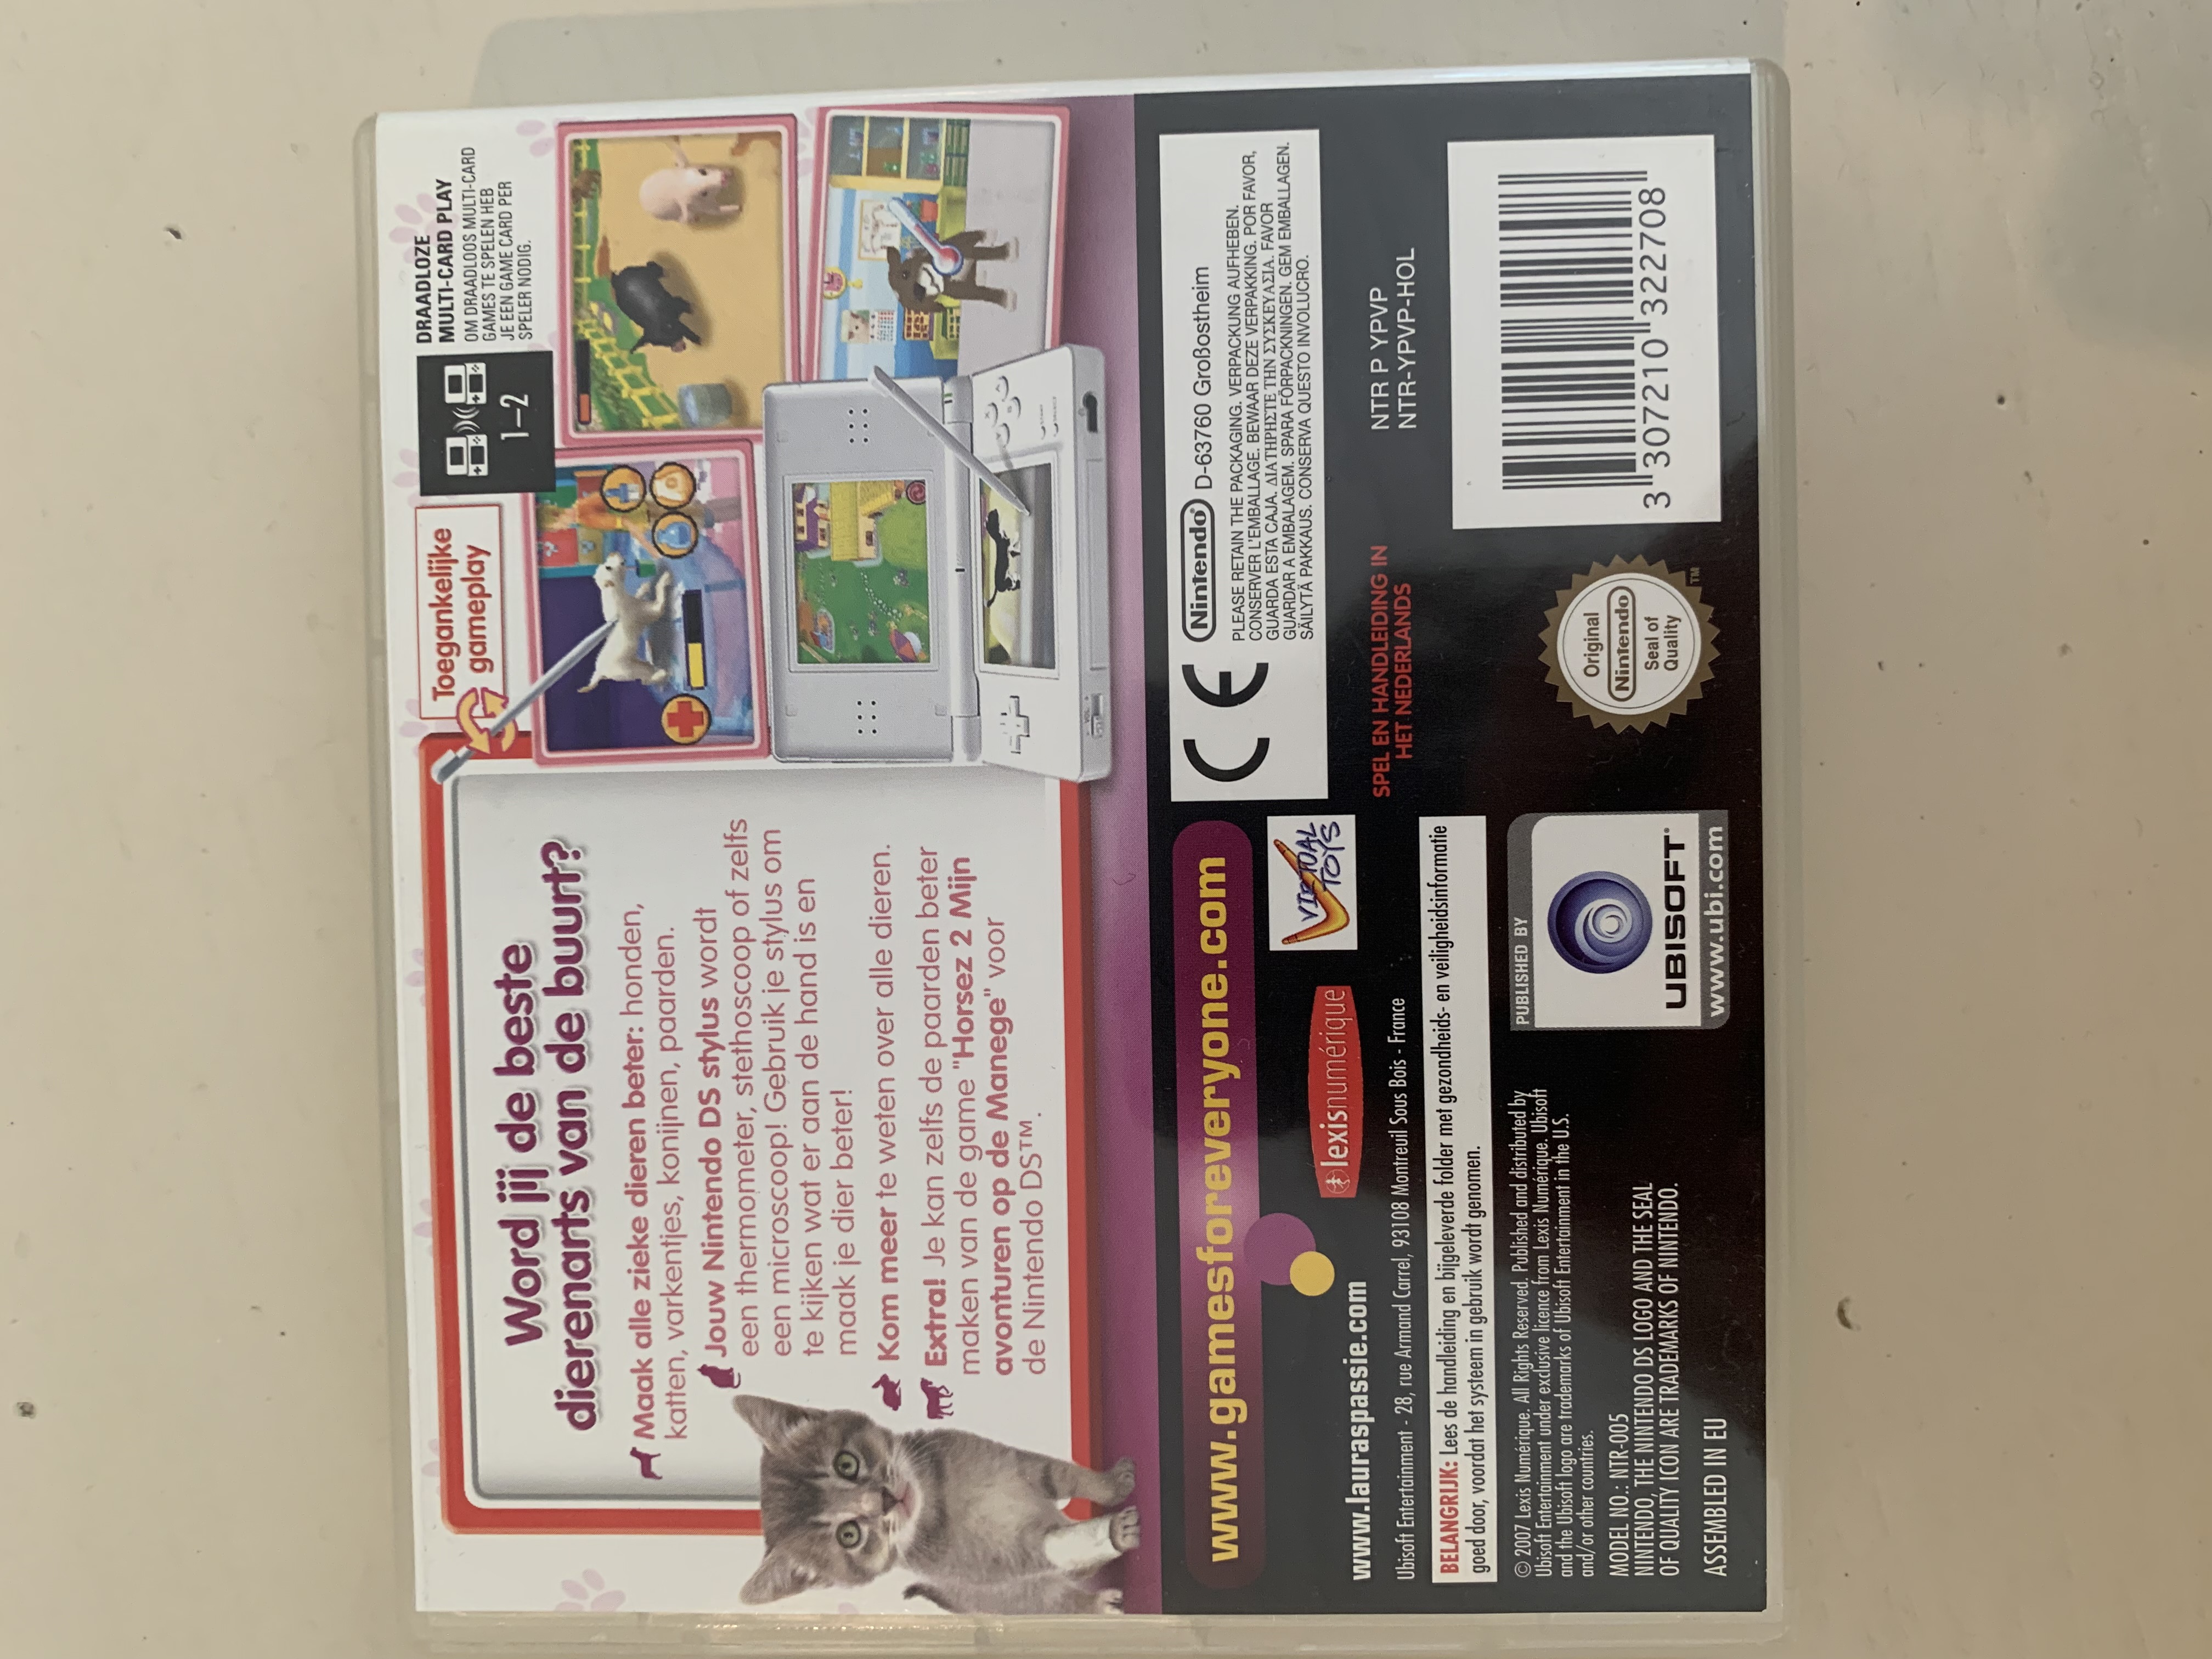 Toegankelijke
gameplay
1–2
DRAADLOZE
MULTI-CARD PLAY
OM DRAADLOOS MULTI-CARD
GAMES TE SPELEN HEB
JE EEN GAME CARD PER
SPELER NODIG.
Word jij de beste
dierenarts van de buurt?
Maak alle zieke dieren beter: honden,
katten, varkentjes, konijnen, paarden.
Jouw Nintendo DS stylus wordt
een thermometer, stethoscoop of zelfs
een microscoop! Gebruik je stylus om
te kijken wat er aan de hand is en
maak je dier beter!
Kom meer te weten over alle dieren.
Extra! Je kan zelfs de paarden beter
maken van de game "Horsez 2 Mijn
avonturen op de Manege" voor
de Nintendo DS™.
VOL
START
SELECT
www.gamesforeveryone.com
www.lauraspassie.com
lexisnumérique
VIRTUAL
TOYS
Ubisoft Entertainment - 28, rue Armand Carrel, 93108 Montreuil Sous Bois - France
BELANGRIJK: Lees de handleiding en bijgeleverde folder met gezondheids- en veiligheidsinformatie
goed door, voordat het systeem in gebruik wordt genomen.
© 2007 Lexis Numérique. All Rights Reserved. Published and distributed by
Ubisoft Entertainment under exclusive licence from Lexis Numérique. Ubisoft
and the Ubisoft logo are trademarks of Ubisoft Entertainment in the U.S.
and/or other countries.
MODEL NO.: NTR-005
NINTENDO, THE NINTENDO DS LOGO AND THE SEAL
OF QUALITY ICON ARE TRADEMARKS OF NINTENDO.
ASSEMBLED IN EU
PUBLISHED BY
UBISOFT
www.ubi.com
CE
Nintendo D-63760 Großostheim
PLEASE RETAIN THE PACKAGING. VERPACKUNG AUFHEBEN.
CONSERVER L'EMBALLAGE. BEWAAR DEZE VERPAKKING. POR FAVOR,
GUARDA ESTA CAJA. ΔΙΑΤΗΡΗΣΤΕ ΤΗΝ ΣΥΣΚΕΥΑΣΙΑ. FAVOR
GUARDAR A EMBALAGEM. SPARA FÖRPACKNINGEN. GEM EMBALLAGEN.
SÄILYTÄ PAKKAUS. CONSERVA QUESTO INVOLUCRO.
SPEL EN HANDLEIDING IN
HET NEDERLANDS
NTR P YPVP
NTR-YPVP-HOL
Original
Nintendo
Seal of
Quality
TM
3 307210 322708